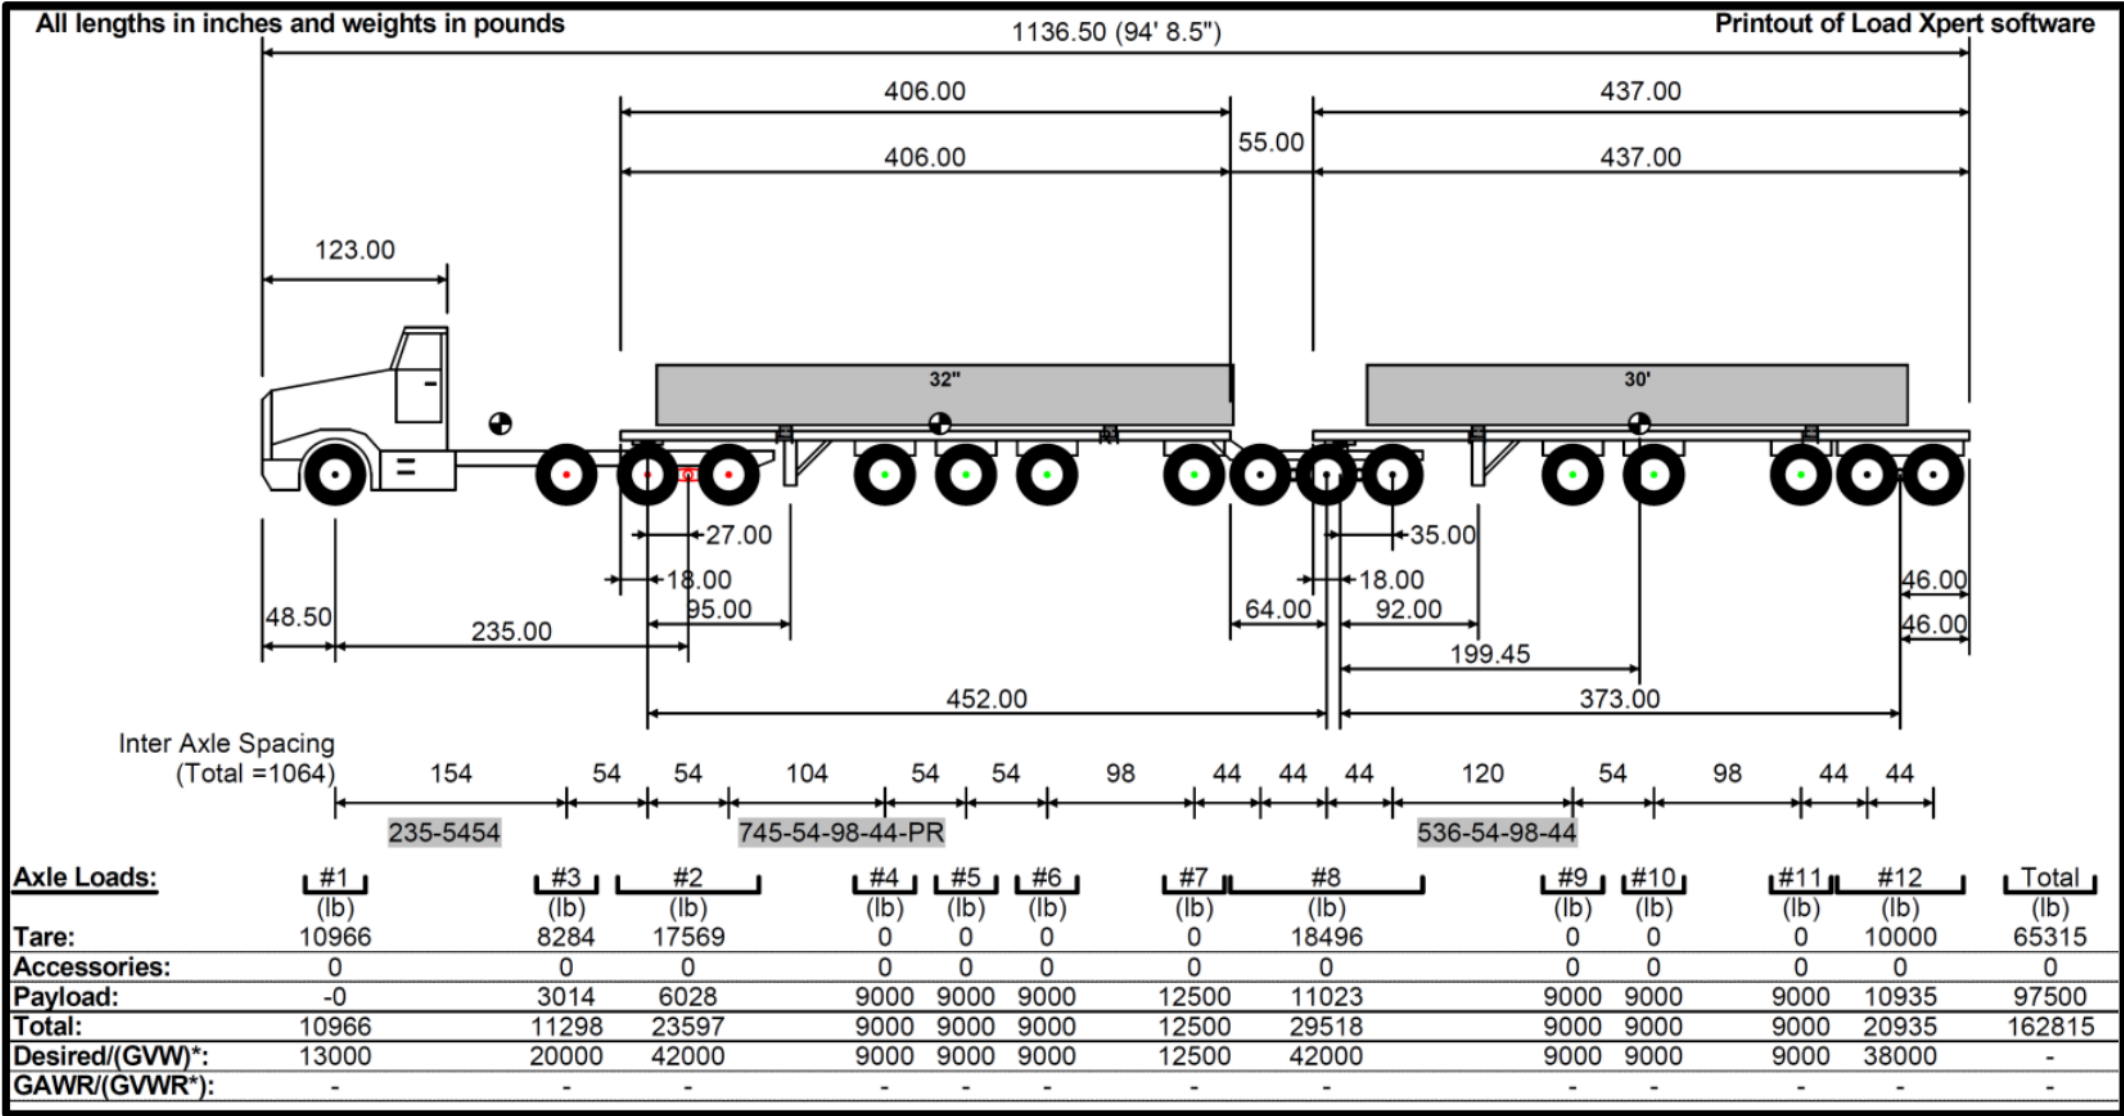 All lengths in inches and weights in pounds
Printout of Load Xpert software
1136.50 (94' 8.5")
406.00 437.00
55.00
406.00 437.00
123.00
32" 30'
27.00 35.00
18.00 18.00 46.00
95.00 64.00 92.00
48.50 235.00 46.00
199.45
452.00 373.00
Inter Axle Spacing
(Total =1064) 154 54 54 104 54 54 98 44 44 44 120 54 98 44 44
235-5454 745-54-98-44-PR 536-54-98-44
Axle Loads: #1 #3 #2 #4 #5 #6 #7 #8 #9 #10 #11 #12 Total
(lb) (lb) (lb) (lb) (lb) (lb) (lb) (lb) (lb) (lb) (lb) (lb) (lb)
Tare: 10966 8284 17569 0 0 0 0 18496 0 0 0 10000 65315
Accessories: 0 0 0 0 0 0 0 0 0 0 0 0 0
Payload: -0 3014 6028 9000 9000 9000 12500 11023 9000 9000 9000 10935 97500
Total: 10966 11298 23597 9000 9000 9000 12500 29518 9000 9000 9000 20935 162815
Desired/(GVW)*: 13000 20000 42000 9000 9000 9000 12500 42000 9000 9000 9000 38000 -
GAWR/(GVWR*): - - - - - - - - - - - - -